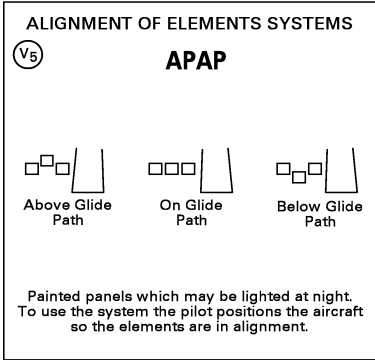 ALIGNMENT OF ELEMENTS SYSTEMS
V5
APAP
Above Glide
Path
On Glide
Path
Below Glide
Path
Painted panels which may be lighted at night.
To use the system the pilot positions the aircraft
so the elements are in alignment.